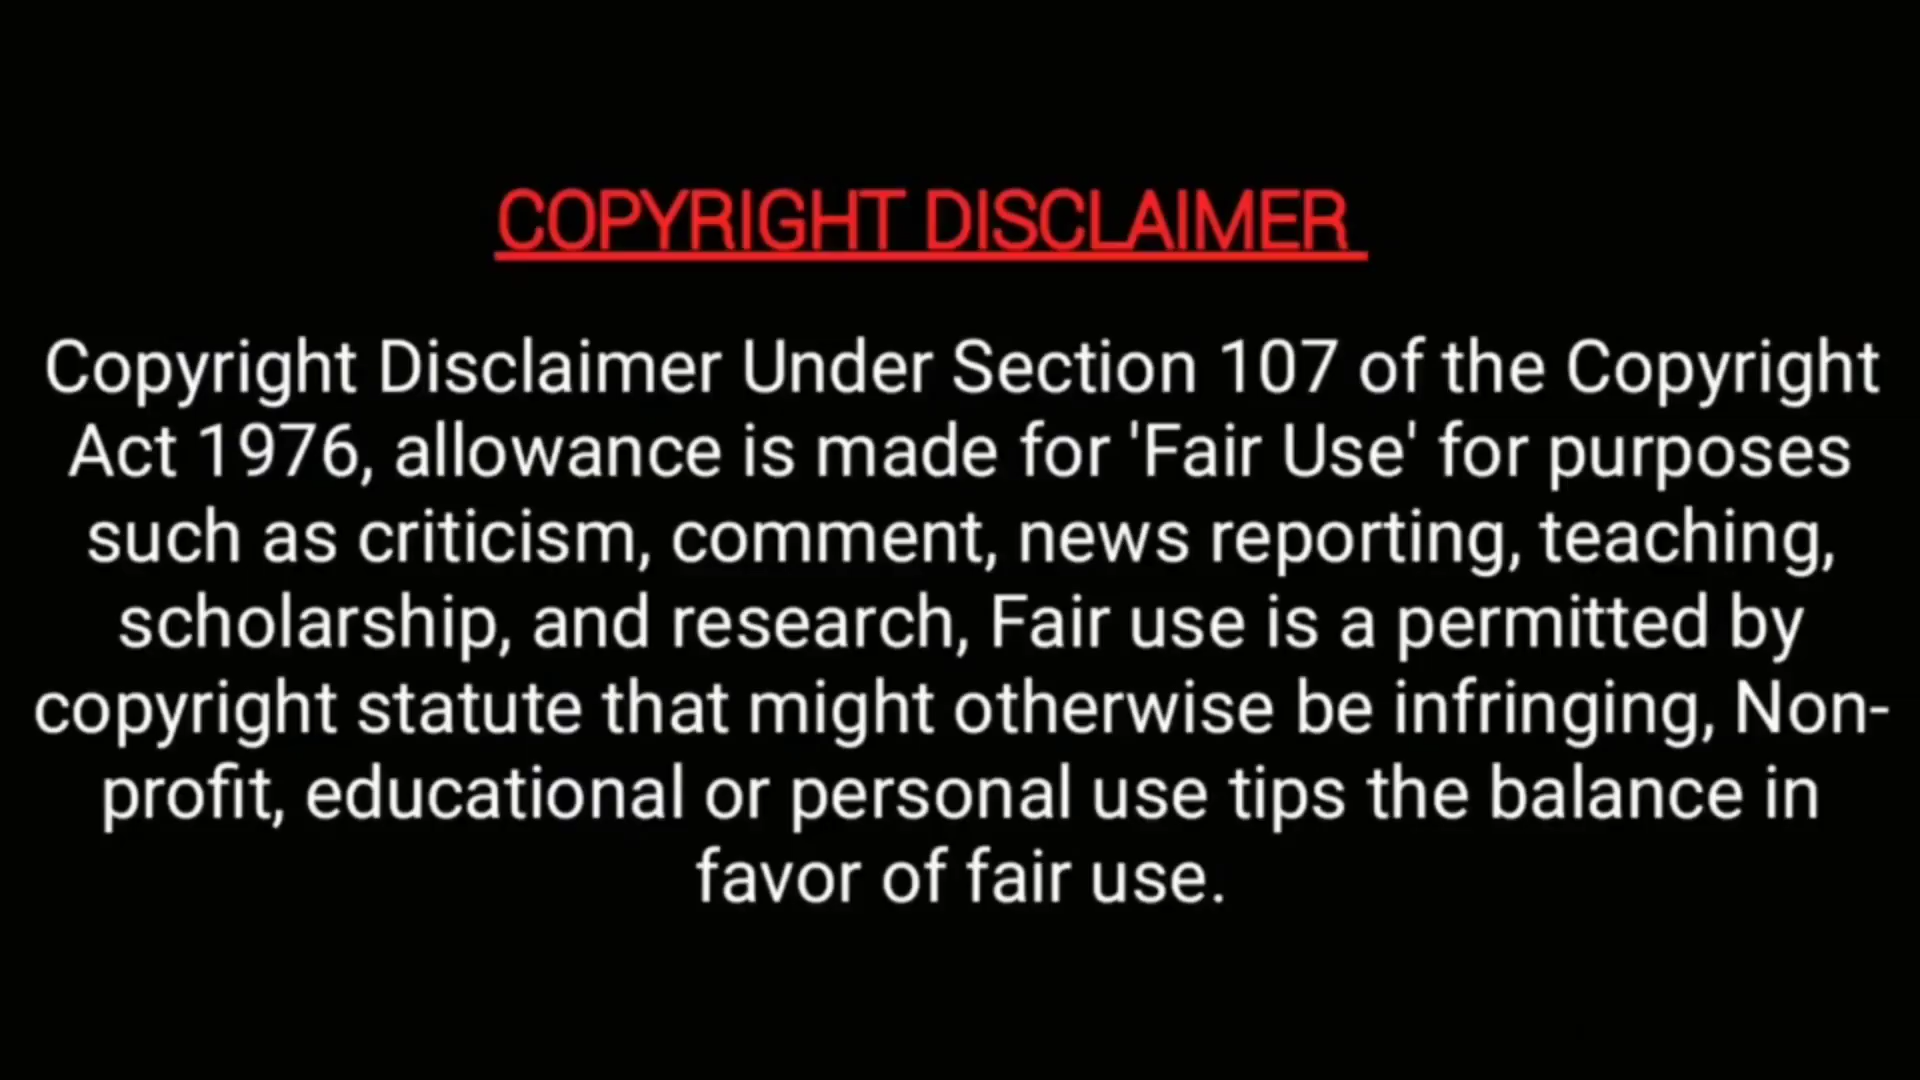 COPYRIGHT DISCLAIMER
Copyright Disclaimer Under Section 107 of the Copyright
Act 1976, allowance is made for 'Fair Use' for purposes
such as criticism, comment, news reporting, teaching,
scholarship, and research, Fair use is a permitted by
copyright statute that might otherwise be infringing, Non-
profit, educational or personal use tips the balance in
favor of fair use.